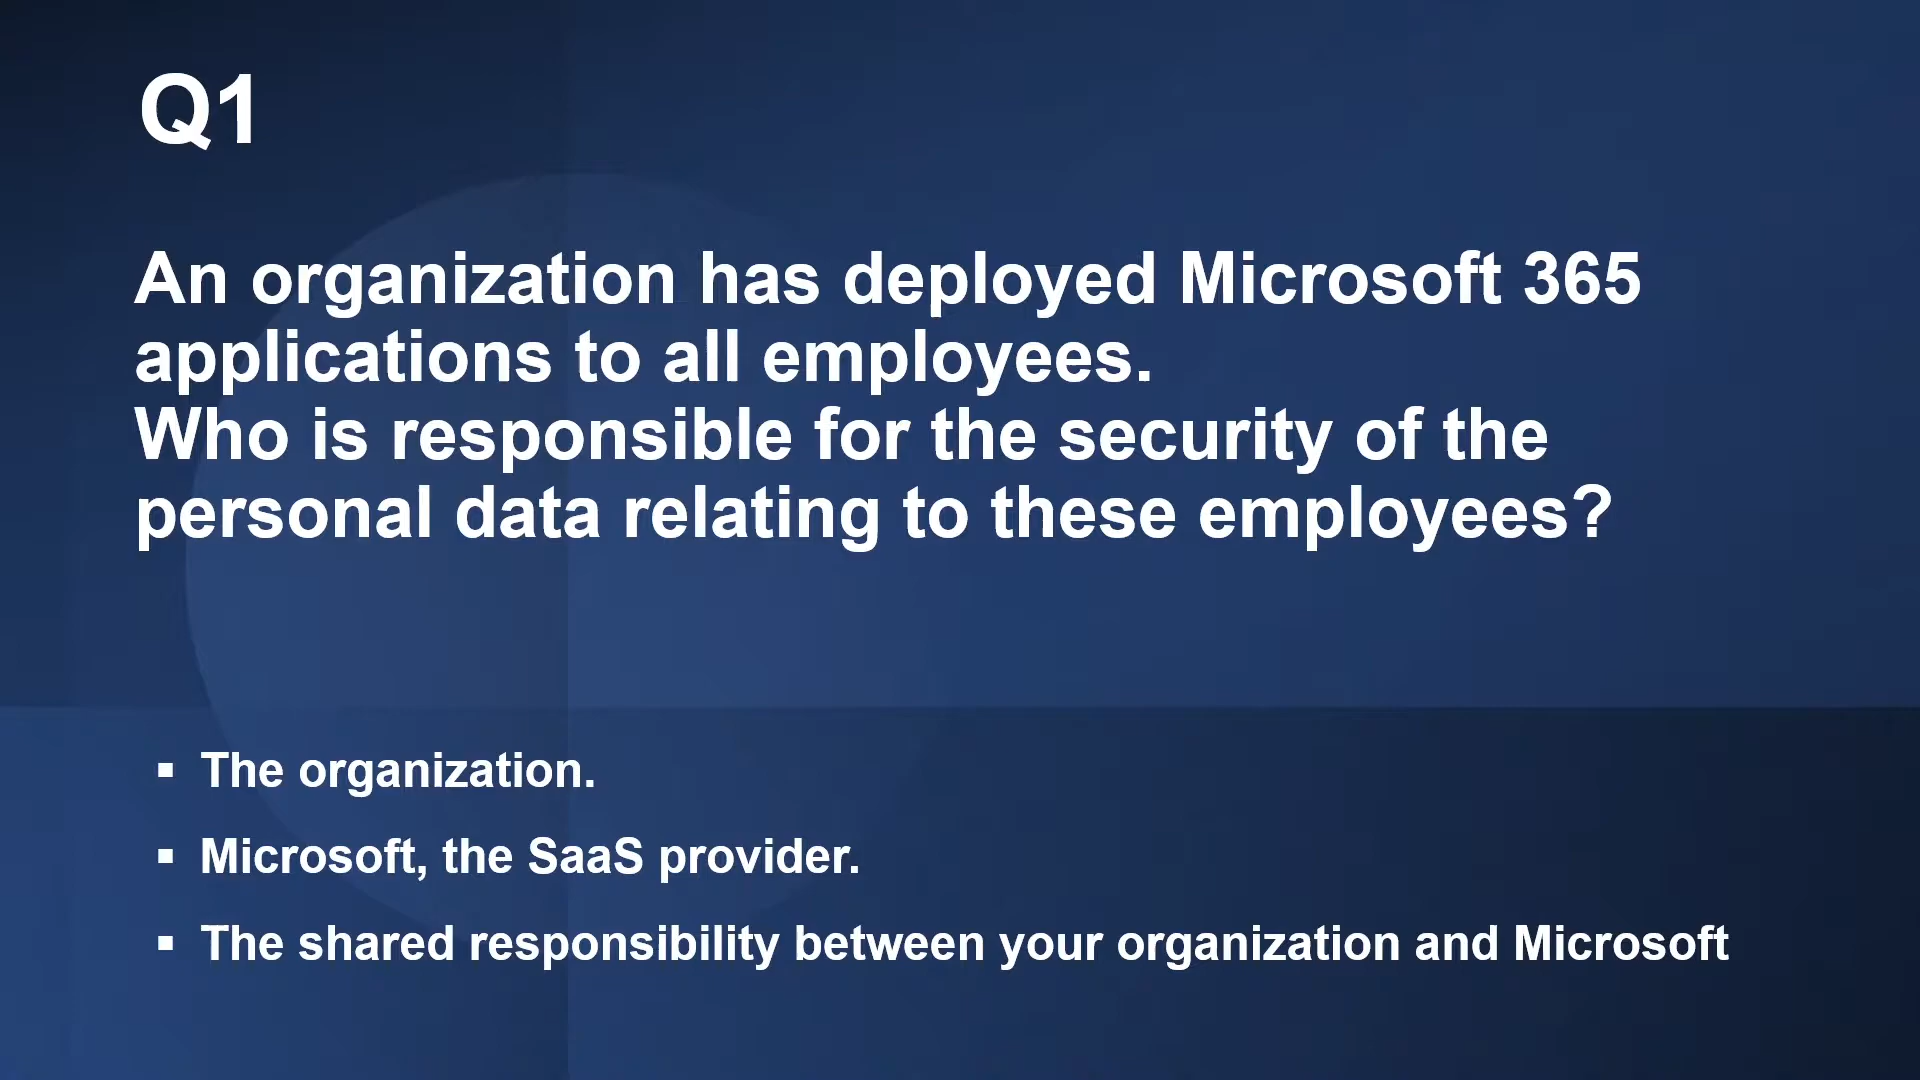 Q1
An organization has deployed Microsoft 365
applications to all employees.
Who is responsible for the security of the
personal data relating to these employees?
▪ The organization.
▪ Microsoft, the SaaS provider.
▪ The shared responsibility between your organization and Microsoft